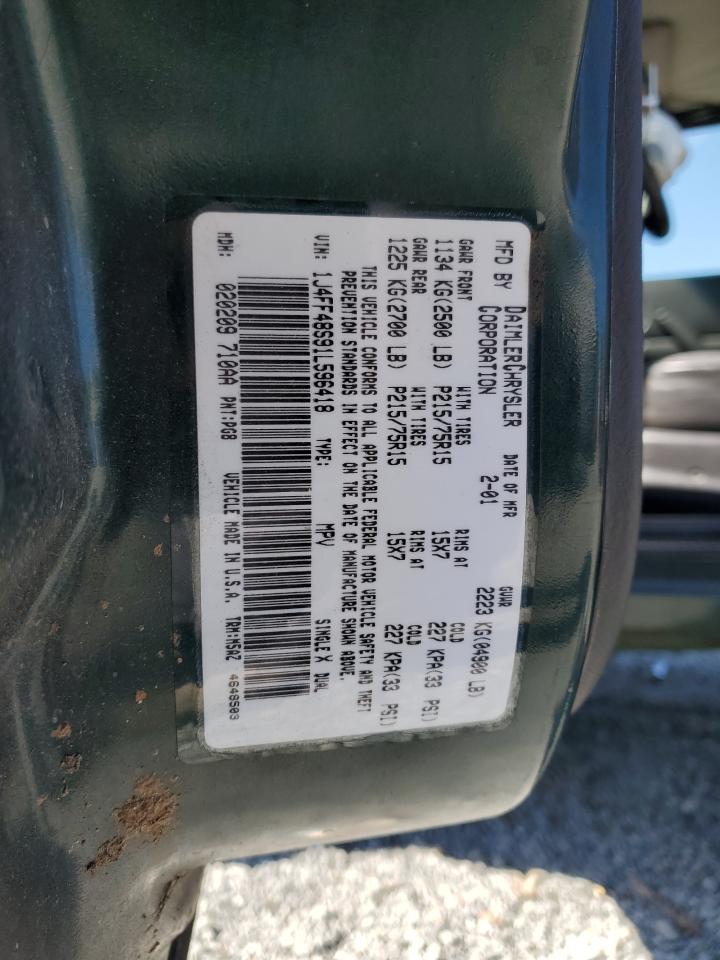 MFD BY DAIMLERCHRYSLER CORPORATION DATE OF MFR 2-01 GVWR 2223 KG(04900 LB)
GAWR FRONT WITH TIRES RIMS AT COLD
1134 KG(2500 LB) P215/75R15 15X7 227 KPA(33 PSI)
GAWR REAR WITH TIRES RIMS AT COLD
1225 KG(2700 LB) P215/75R15 15X7 227 KPA(33 PSI)
THIS VEHICLE CONFORMS TO ALL APPLICABLE FEDERAL MOTOR VEHICLE SAFETY AND THEFT
PREVENTION STANDARDS IN EFFECT ON THE DATE OF MANUFACTURE SHOWN ABOVE.
VIN: 1J4FF48S91L596418 TYPE: MPV SINGLE X DUAL
MDH: 020209 710AA PNT:PGB VEHICLE MADE IN U.S.A. TRM:M5AZ 4648503